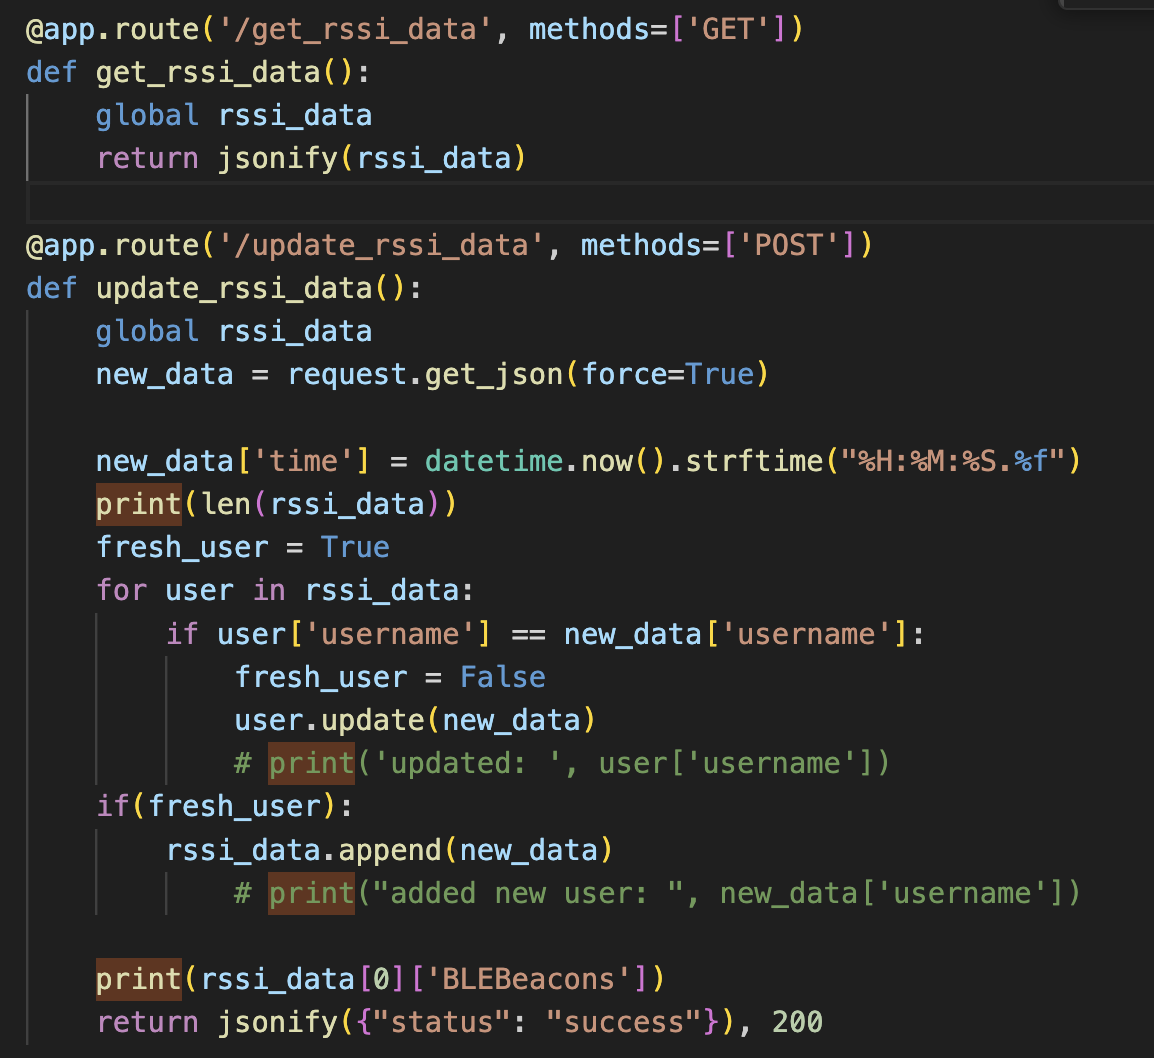 @app.route('/get_rssi_data', methods=['GET'])
def get_rssi_data():
    global rssi_data
    return jsonify(rssi_data)

@app.route('/update_rssi_data', methods=['POST'])
def update_rssi_data():
    global rssi_data
    new_data = request.get_json(force=True)

    new_data['time'] = datetime.now().strftime("%H:%M:%S.%f")
    print(len(rssi_data))
    fresh_user = True
    for user in rssi_data:
        if user['username'] == new_data['username']:
            fresh_user = False
            user.update(new_data)
            # print('updated: ', user['username'])
    if(fresh_user):
        rssi_data.append(new_data)
            # print("added new user: ", new_data['username'])

    print(rssi_data[0]['BLEBeacons'])
    return jsonify({"status": "success"}), 200